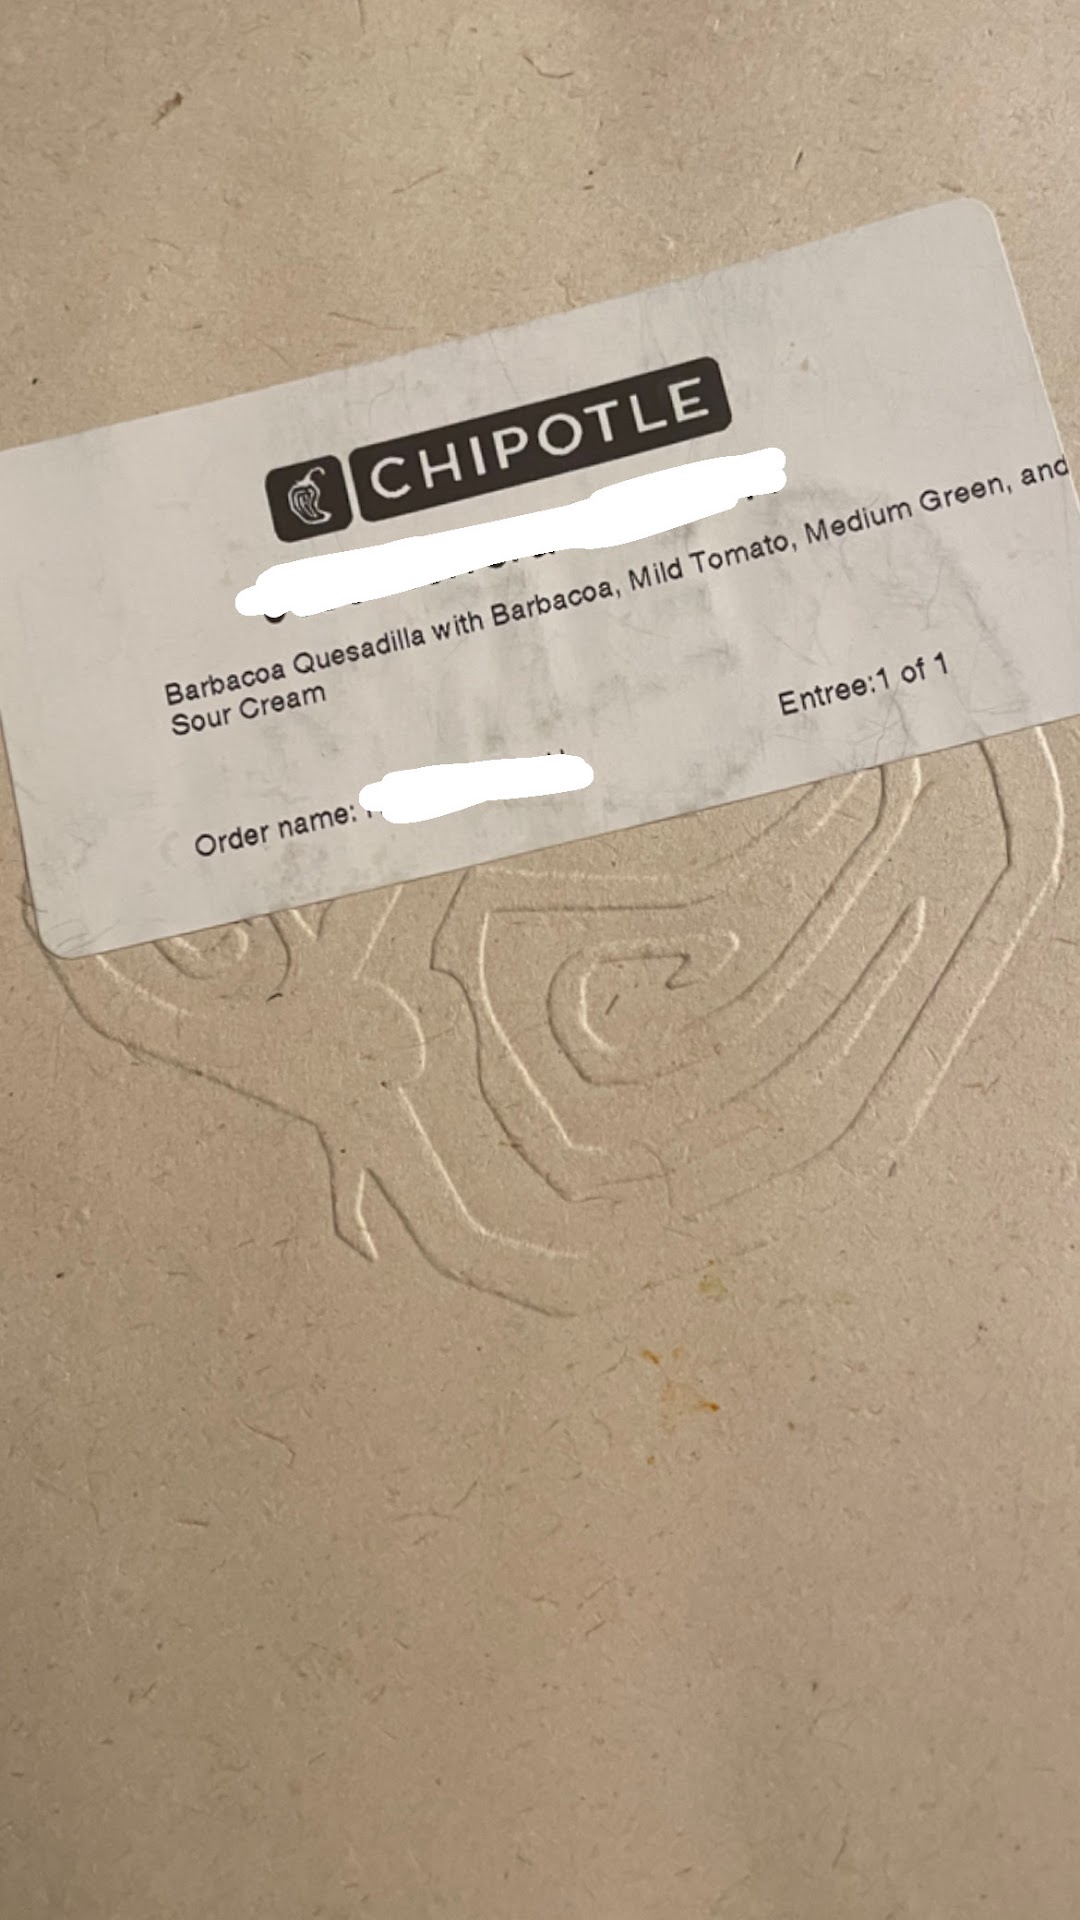 CHIPOTLE
Barbacoa Quesadilla with Barbacoa, Mild Tomato, Medium Green, and
Sour Cream
Entree:1 of 1
Order name: